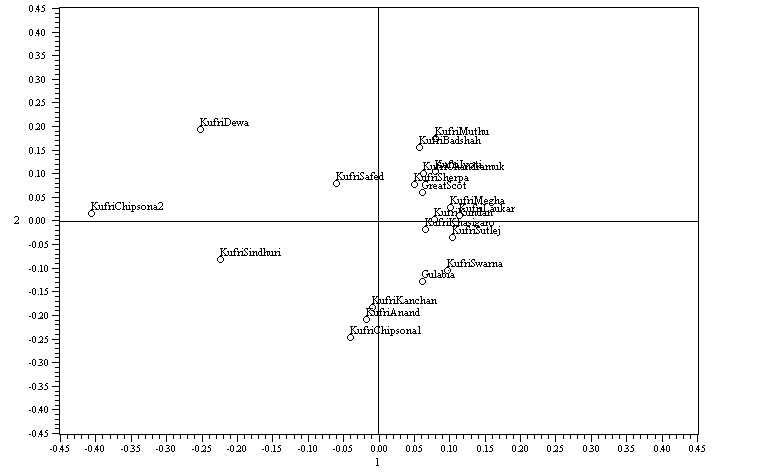 0.45
0.40
0.35
0.30
0.25
0.20
KufriDewa
KufriMuthu
KufriBadshah
0.15
KufriJyoti
0.10
KufriSafed
KufriSherpa
GreatScot
0.05
KufriMegha
KufriChipsona2
KufriLaukar
KufriKundan
2
0.00
KufriKhasigaro
KufriSutlej
-0.05
KufriSindhuri
-0.10
KufriSwarna
Gulabia
-0.15
KufriKanchan
-0.20
KufriAnand
KufriChipsona1
-0.25
-0.30
-0.35
-0.40
-0.45
-0.45 -0.40 -0.35 -0.30 -0.25 -0.20 -0.15 -0.10 -0.05 0.00 0.05 0.10 0.15 0.20 0.25 0.30 0.35 0.40 0.45
1